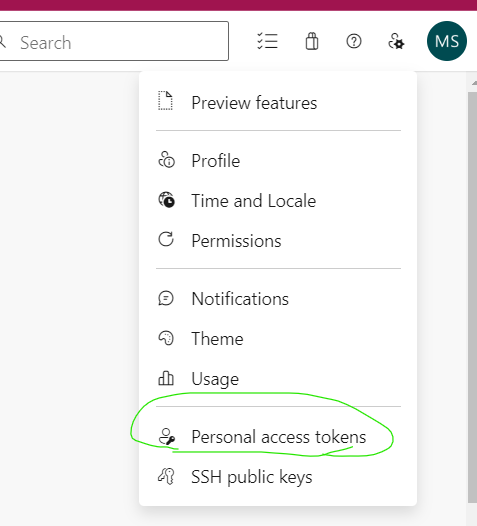 Search
MS
Preview features
Profile
Time and Locale
Permissions
Notifications
Theme
Usage
Personal access tokens
SSH public keys